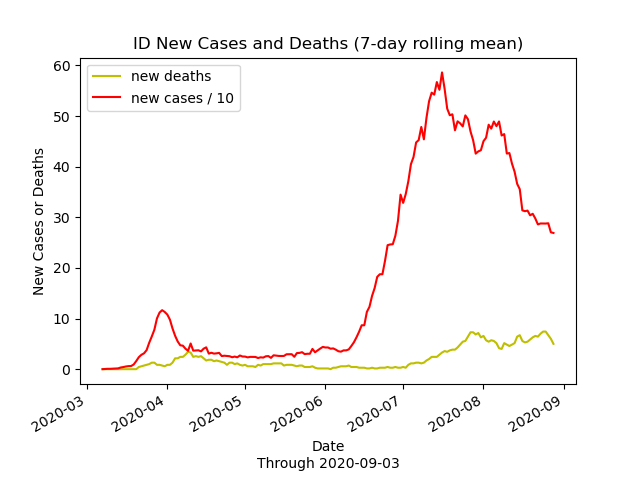 ID New Cases and Deaths (7-day rolling mean)
new deaths
new cases / 10
60
50
40
30
20
10
0
New Cases or Deaths
2020-03
2020-04
2020-05
2020-06
2020-07
2020-08
2020-09
Date
Through 2020-09-03